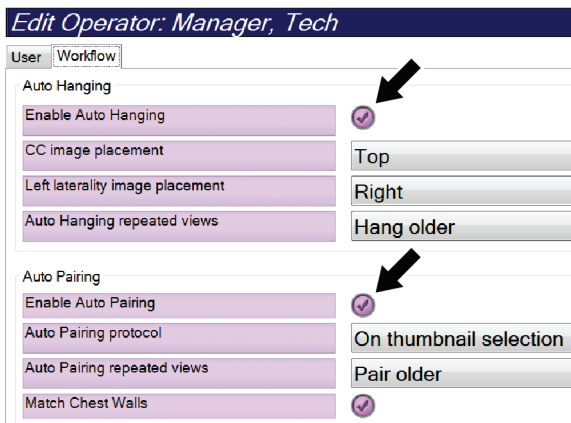 Edit Operator: Manager, Tech
User Workflow
Auto Hanging
Enable Auto Hanging
CC image placement Top
Left laterality image placement Right
Auto Hanging repeated views Hang older
Auto Pairing
Enable Auto Pairing
Auto Pairing protocol On thumbnail selection
Auto Pairing repeated views Pair older
Match Chest Walls